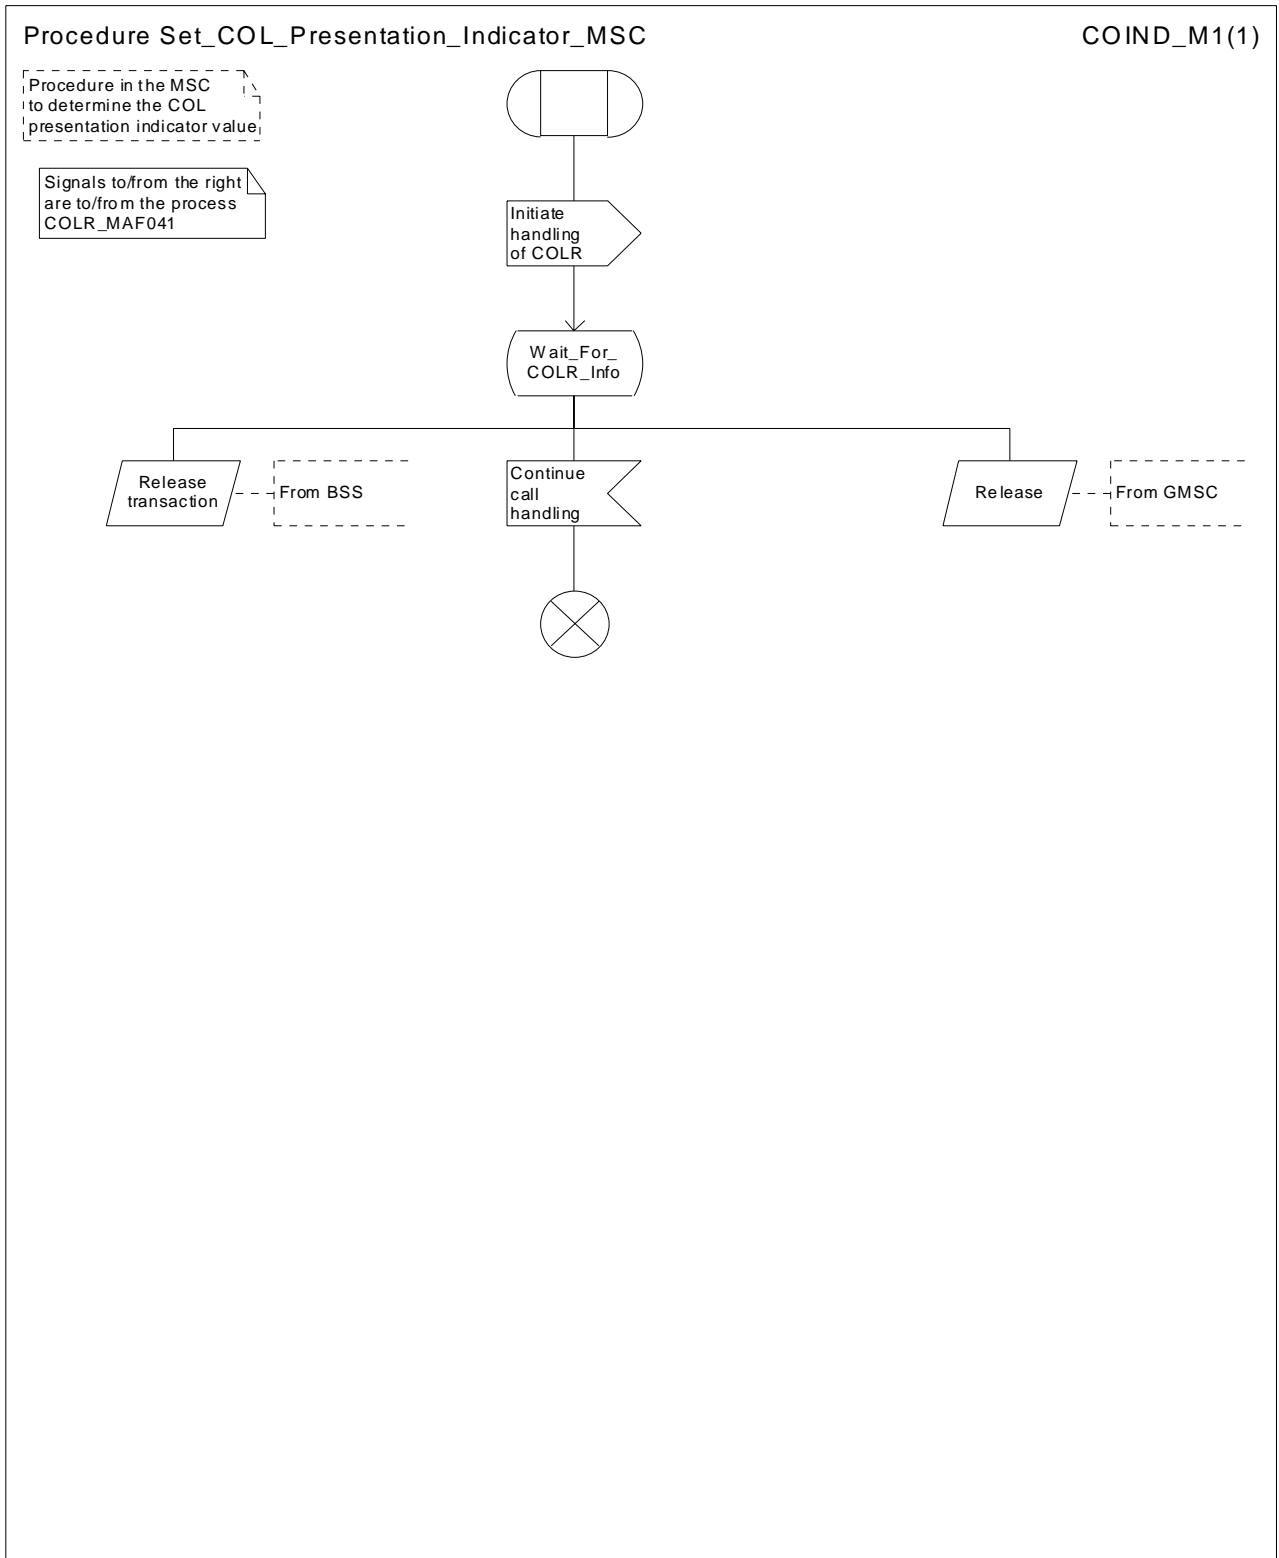 Procedure Set_COL_Presentation_Indicator_MSC
COIND_M1(1)
Procedure in the MSC
to determine the COL
presentation indicator value
Signals to/from the right
are to/from the process
COLR_MAF041
Initiate
handling
of COLR
Wait_For_
COLR_Info
Release
transaction
From BSS
Continue
call
handling
Release
From GMSC